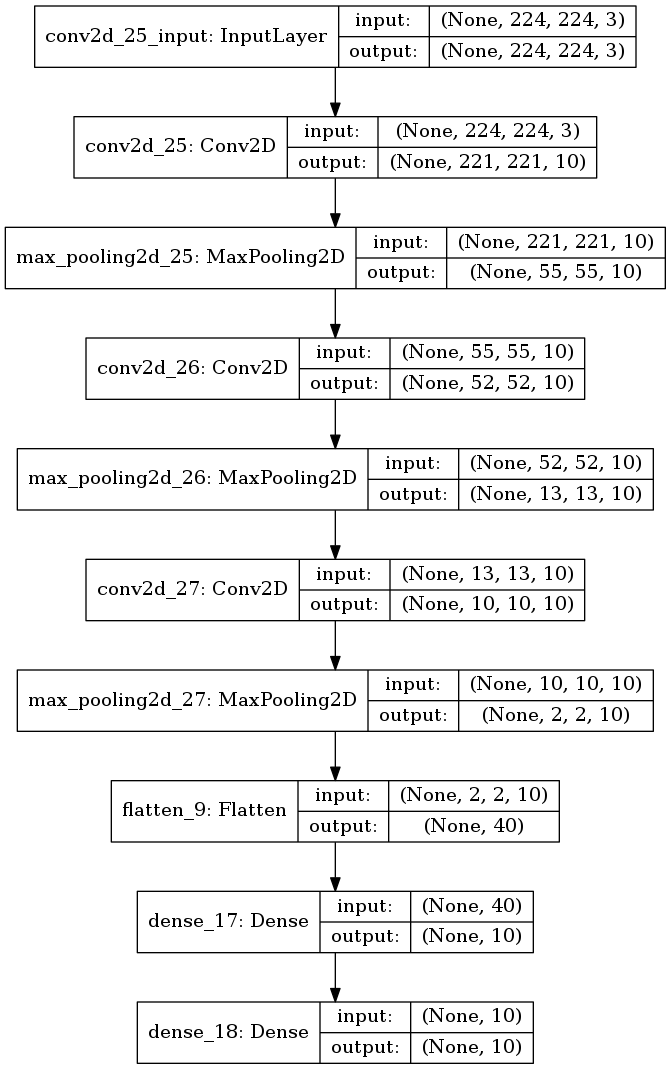 conv2d_25_input: InputLayer
input: (None, 224, 224, 3)
output: (None, 224, 224, 3)
conv2d_25: Conv2D
input: (None, 224, 224, 3)
output: (None, 221, 221, 10)
max_pooling2d_25: MaxPooling2D
input: (None, 221, 221, 10)
output: (None, 55, 55, 10)
conv2d_26: Conv2D
input: (None, 55, 55, 10)
output: (None, 52, 52, 10)
max_pooling2d_26: MaxPooling2D
input: (None, 52, 52, 10)
output: (None, 13, 13, 10)
conv2d_27: Conv2D
input: (None, 13, 13, 10)
output: (None, 10, 10, 10)
max_pooling2d_27: MaxPooling2D
input: (None, 10, 10, 10)
output: (None, 2, 2, 10)
flatten_9: Flatten
input: (None, 2, 2, 10)
output: (None, 40)
dense_17: Dense
input: (None, 40)
output: (None, 10)
dense_18: Dense
input: (None, 10)
output: (None, 10)